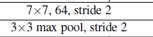 7×7, 64, stride 2
3×3 max pool, stride 2